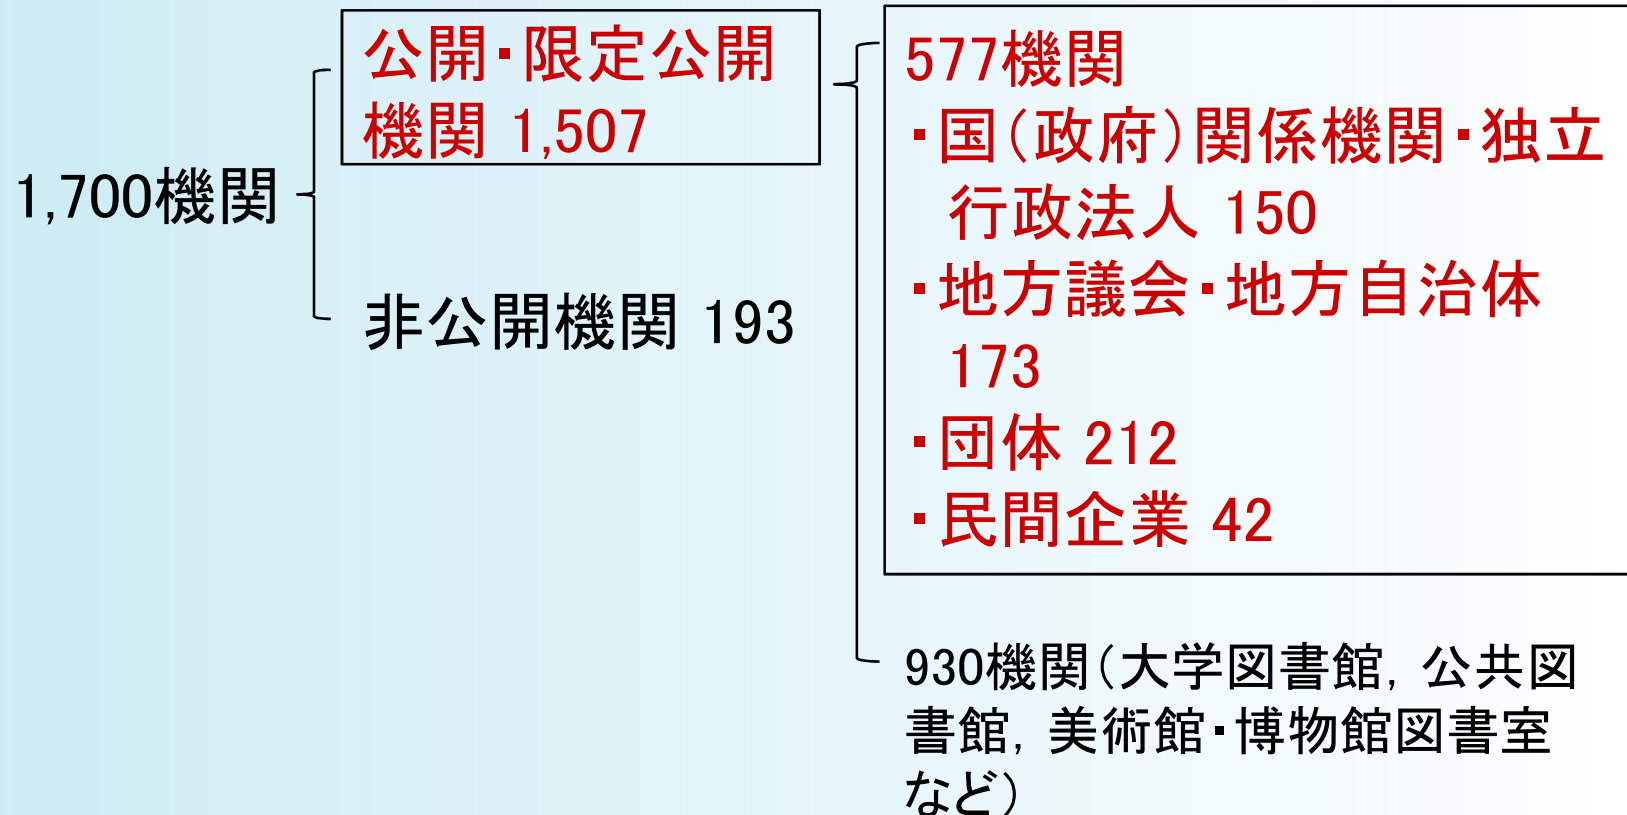 1,700機関
公開・限定公開
機関 1,507
非公開機関 193
577機関
・国(政府)関係機関・独立
行政法人 150
・地方議会・地方自治体
173
・団体 212
・民間企業 42
930機関(大学図書館, 公共図
書館, 美術館・博物館図書室
など)